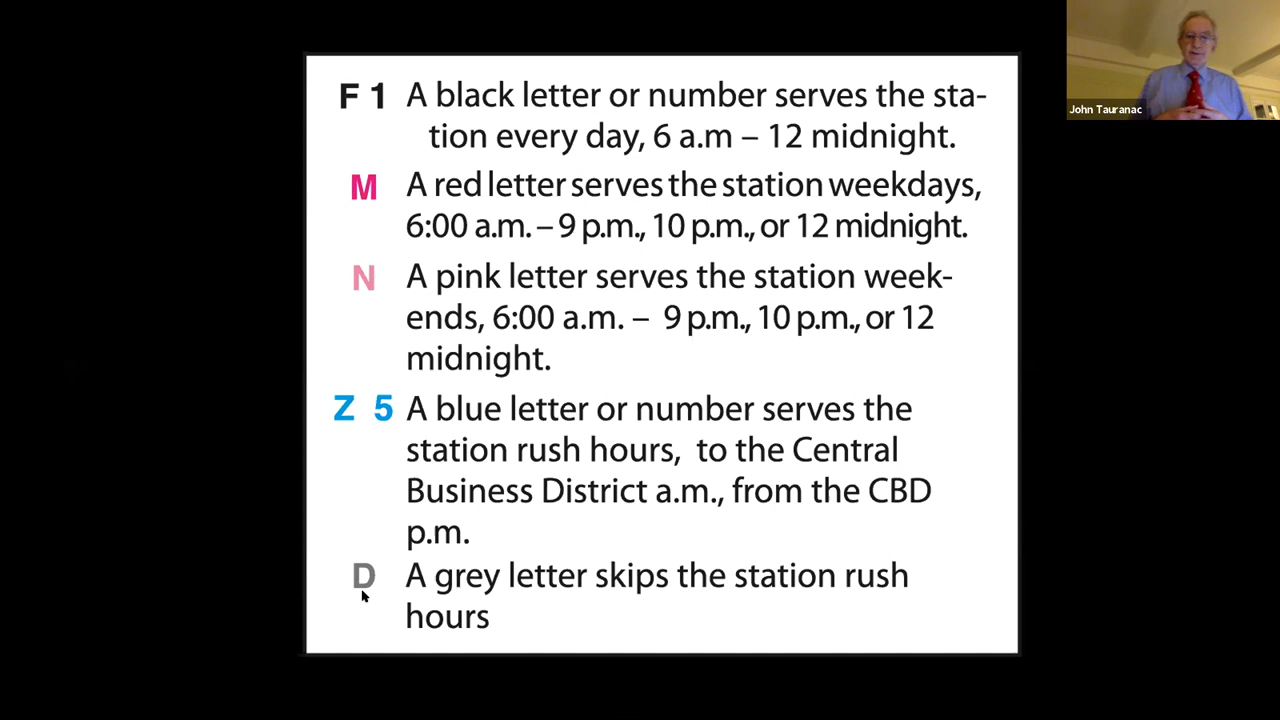 F 1 A black letter or number serves the sta-
tion every day, 6 a.m – 12 midnight.
M A red letter serves the station weekdays,
6:00 a.m. – 9 p.m., 10 p.m., or 12 midnight.
N A pink letter serves the station week-
ends, 6:00 a.m. – 9 p.m., 10 p.m., or 12
midnight.
Z 5 A blue letter or number serves the
station rush hours, to the Central
Business District a.m., from the CBD
p.m.
D A grey letter skips the station rush
hours
John Tauranac